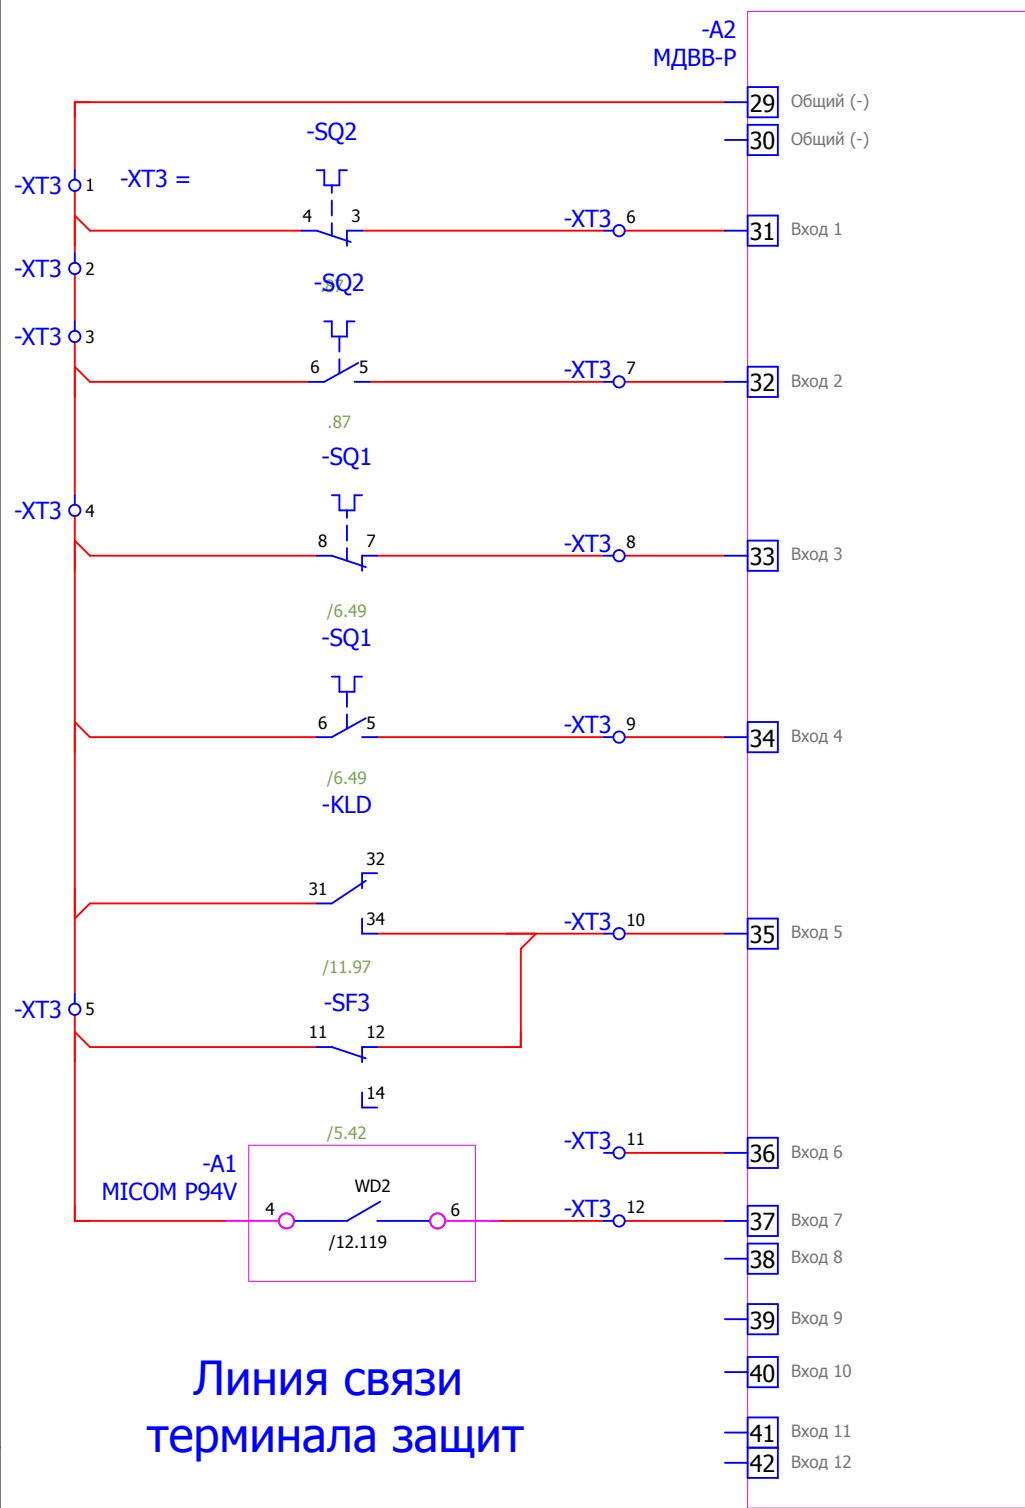 -A2
МДВВ-Р
29 Общий (-)
-SQ2
30 Общий (-)
-XT3 1 -XT3 =
4 3 -XT3 6 31 Вход 1
-XT3 2
-SQ2
-XT3 3
6 5 -XT3 7 32 Вход 2
.87
-SQ1
-XT3 4
8 7 -XT3 8 33 Вход 3
/6.49
-SQ1
6 5 -XT3 9 34 Вход 4
/6.49
-KLD
32
31
34 -XT3 10 35 Вход 5
/11.97
-XT3 5 -SF3
11 12
14
/5.42
-XT3 11 36 Вход 6
-A1
MICOM P94V
WD2
4 6 -XT3 12 37 Вход 7
/12.119
38 Вход 8
39 Вход 9
40 Вход 10
Линия связи
терминала защит
41 Вход 11
42 Вход 12